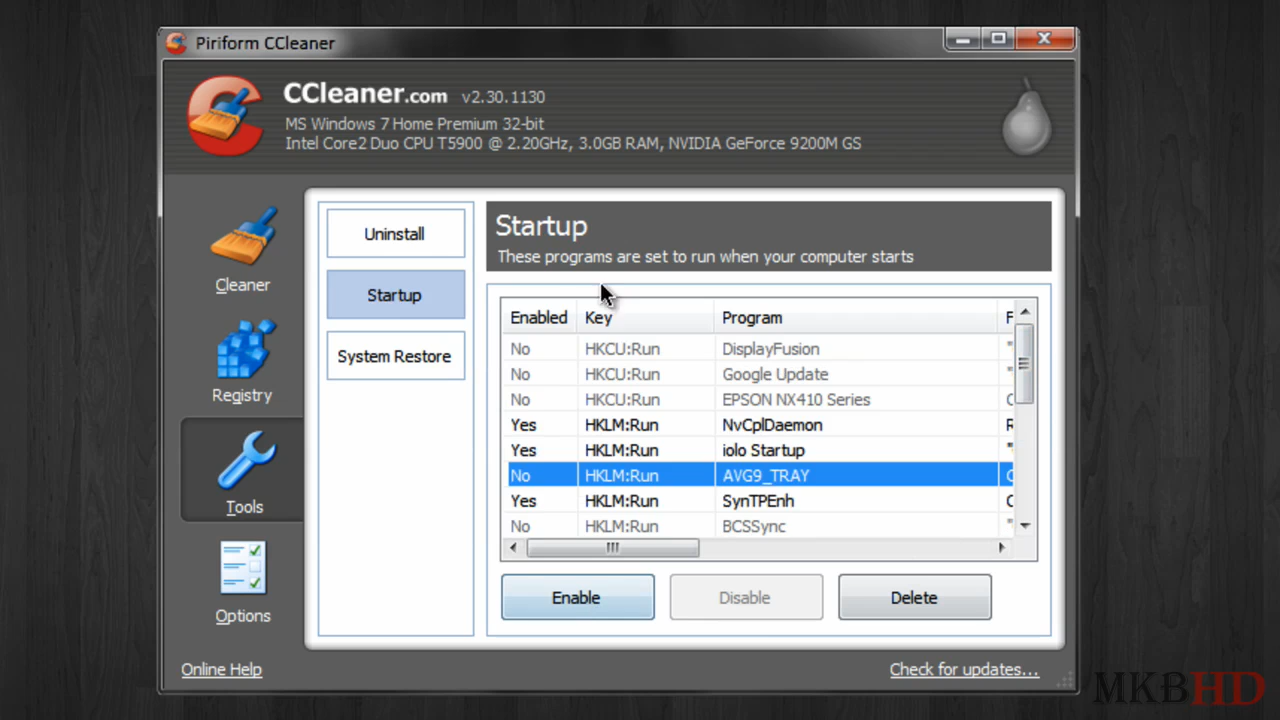 Piriform CCleaner
CCleaner.com v2.30.1130
MS Windows 7 Home Premium 32-bit
Intel Core2 Duo CPU T5900 @ 2.20GHz, 3.0GB RAM, NVIDIA GeForce 9200M GS
Cleaner
Registry
Tools
Options
Uninstall
Startup
System Restore
Startup
These programs are set to run when your computer starts
Enabled Key Program F
No HKCU:Run DisplayFusion "
No HKCU:Run Google Update "
No HKCU:Run EPSON NX410 Series C
Yes HKLM:Run NvCplDaemon R
Yes HKLM:Run iolo Startup "
No HKLM:Run AVG9_TRAY C
Yes HKLM:Run SynTPEnh C
No HKLM:Run BCSSync "
Enable Disable Delete
Online Help Check for updates...
MKBHD